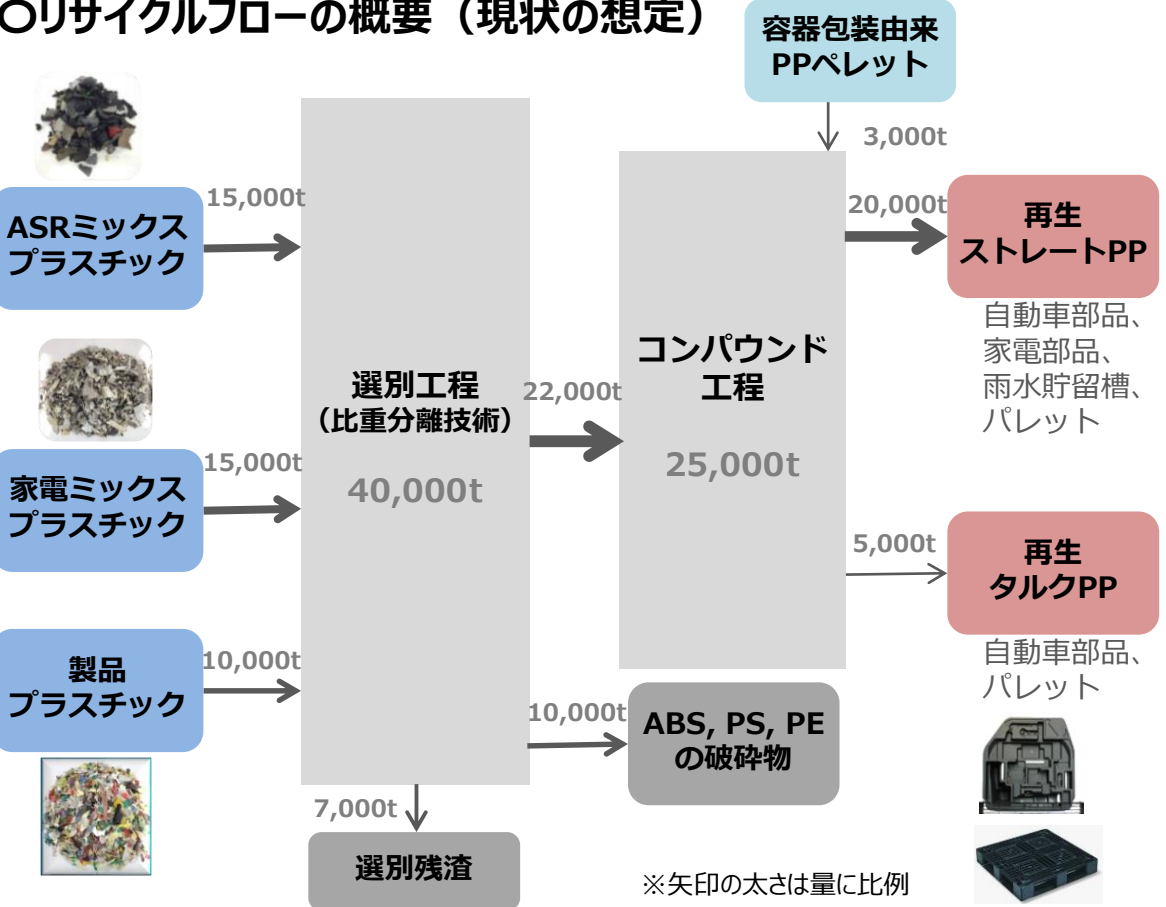 〇リサイクルフローの概要（現状の想定）
容器包装由来
PPペレット
3,000t
ASRミックス
プラスチック
15,000t
家電ミックス
プラスチック
15,000t
製品
プラスチック
10,000t
選別工程
（比重分離技術）
40,000t
22,000t
10,000t
7,000t
選別残渣
ABS, PS, PE
の破砕物
コンパウンド
工程
25,000t
20,000t
再生
ストレートPP
自動車部品、
家電部品、
雨水貯留槽、
パレット
5,000t
再生
タルクPP
自動車部品、
パレット
※矢印の太さは量に比例